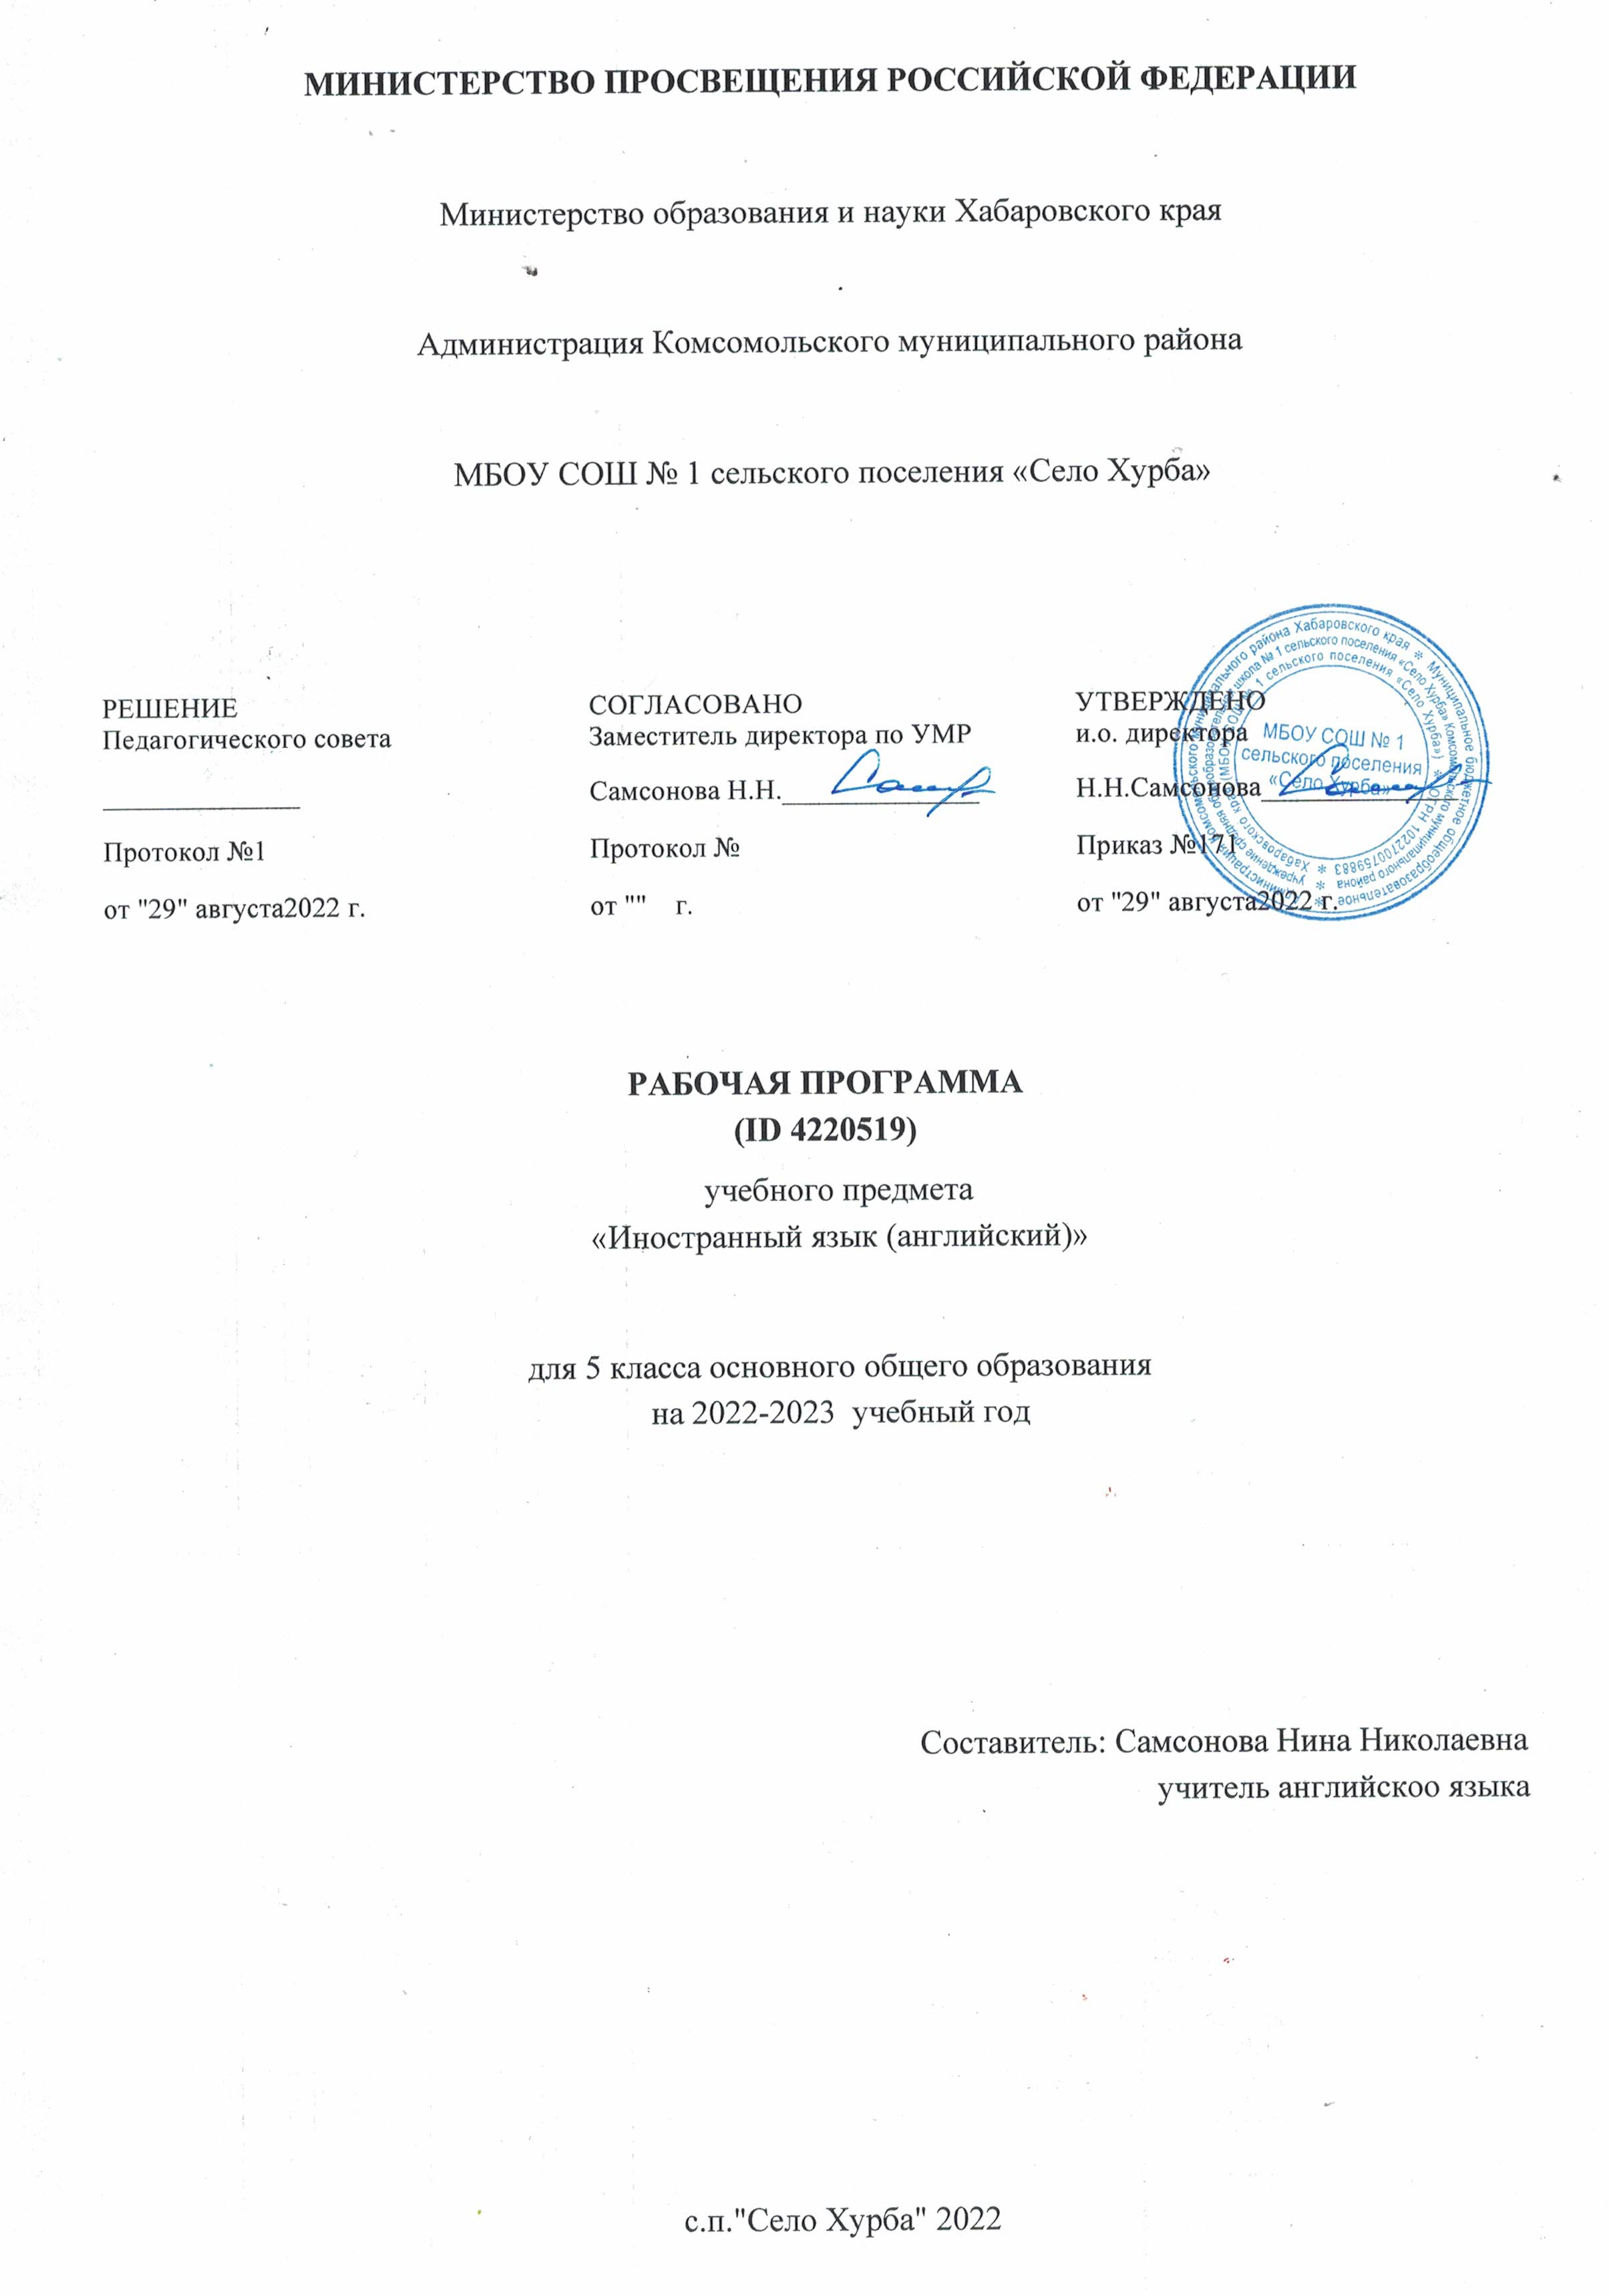 МИНИСТЕРСТВО ПРОСВЕЩЕНИЯ РОССИЙСКОЙ ФЕДЕРАЦИИ
Министерство образования и науки Хабаровского края
Администрация Комсомольского муниципального района
МБОУ СОШ № 1 сельского поселения «Село Хурба»
РЕШЕНИЕ
Педагогического совета
Протокол №1
от "29" августа2022 г.
СОГЛАСОВАНО
Заместитель директора по УМР
Самсонова Н.Н.
Протокол №
от "" г.
УТВЕРЖДЕНО
и.о. директора
Н.Н.Самсонова
Приказ №171
от "29" августа2022 г.
МБОУ СОШ № 1
сельского поселения
«Село Хурба»
РАБОЧАЯ ПРОГРАММА
(ID 4220519)
учебного предмета
«Иностранный язык (английский)»
для 5 класса основного общего образования
на 2022-2023 учебный год
Составитель: Самсонова Нина Николаевна
учитель английскоо языка
с.п."Село Хурба" 2022